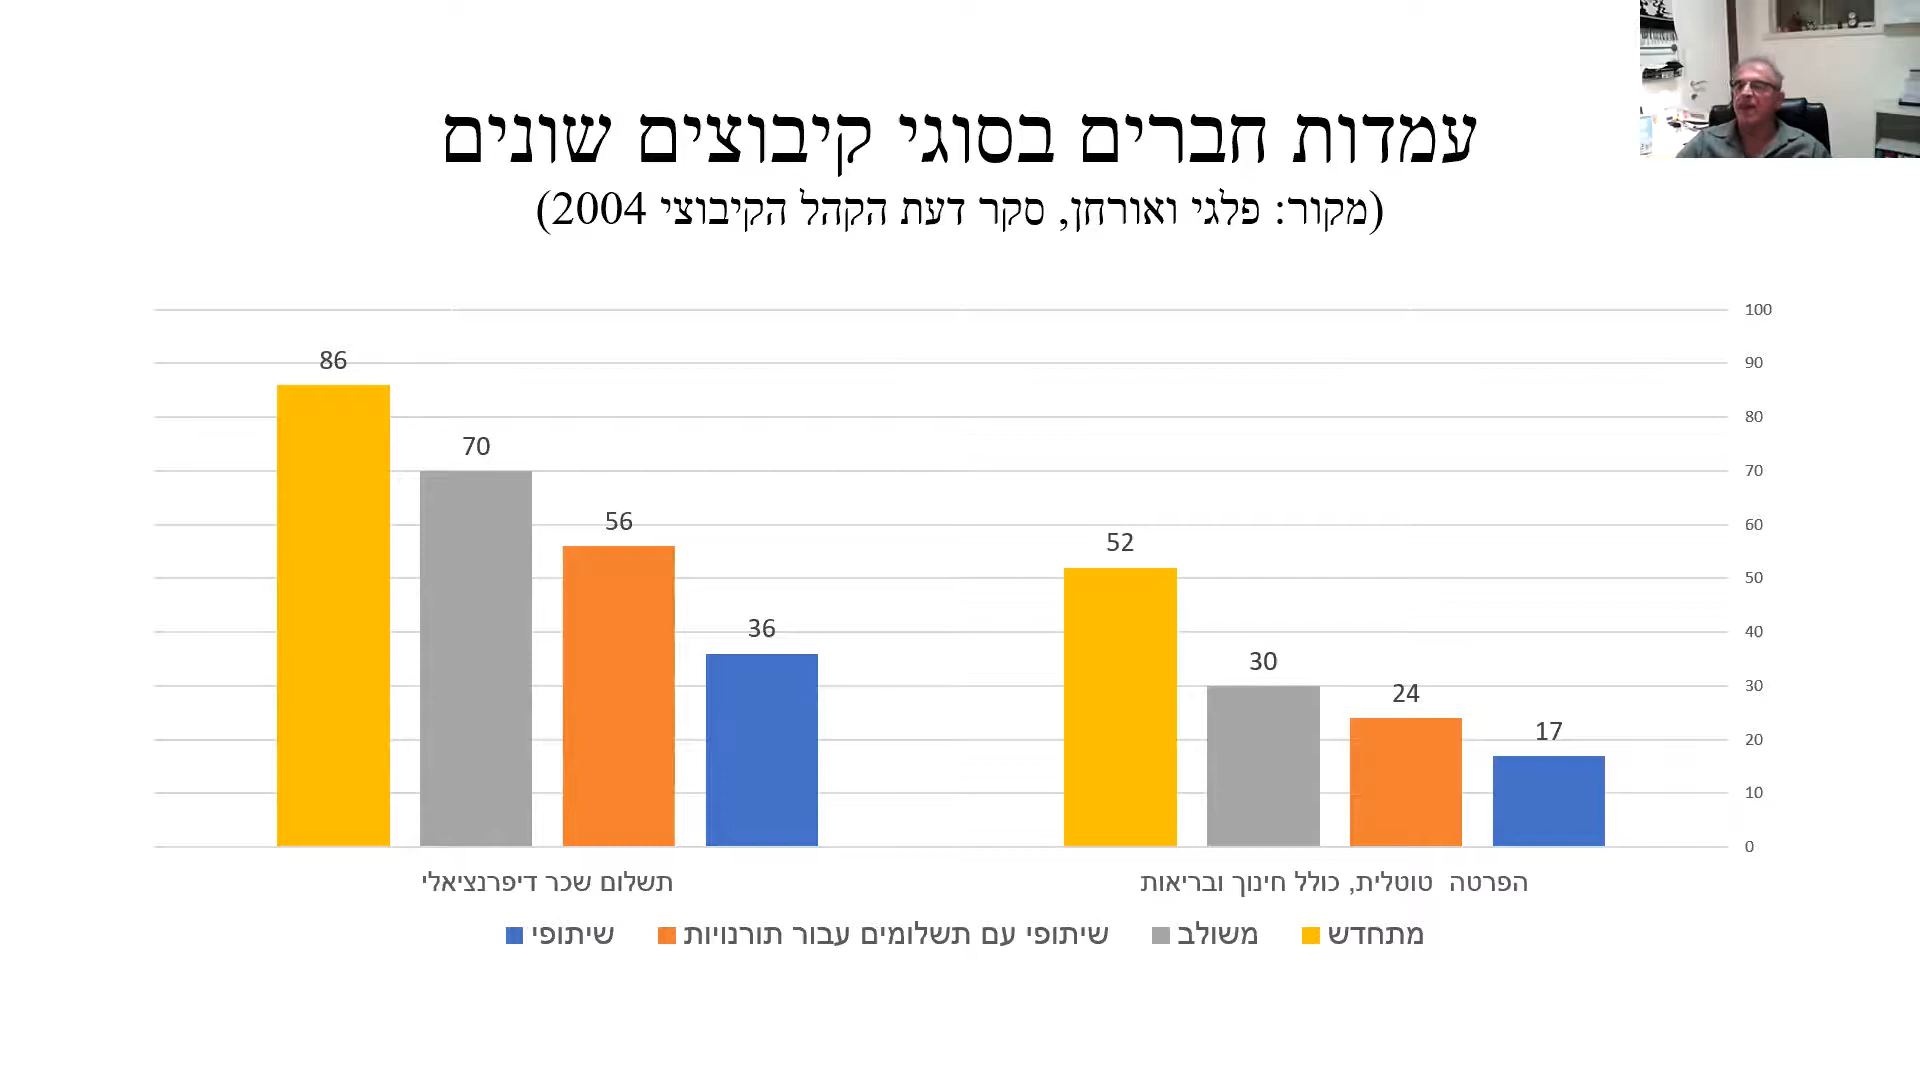 עמדות חברים בסוגי קיבוצים שונים
(מקור: פלגי ואורחן, סקר דעת הקהל הקיבוצי 2004)
100
90
80
70
60
50
40
30
20
10
0
17
24
30
52
36
56
70
86
הפרטה טוטלית, כולל חינוך ובריאות
תשלום שכר דיפרנציאלי
מתחדש
משולב
שיתופי עם תשלומים עבור תורנויות
שיתופי